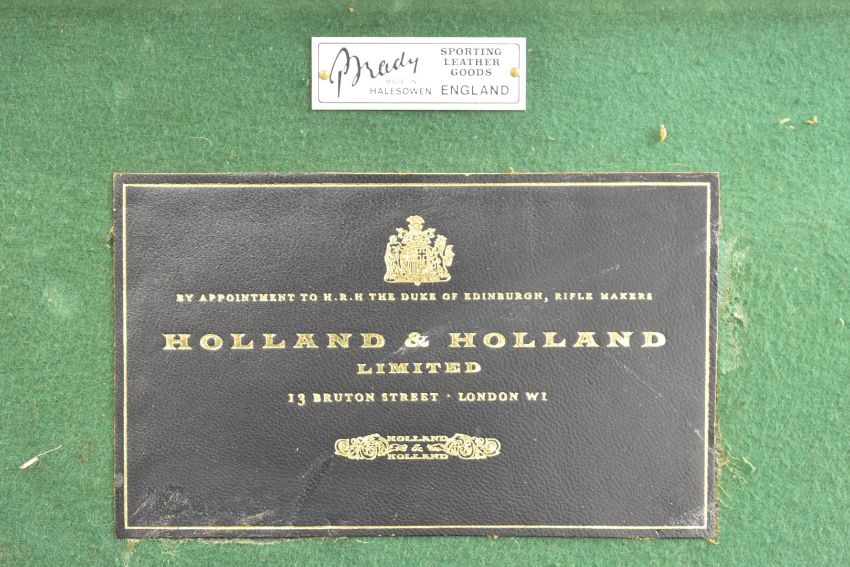 Brady
SPORTING
LEATHER
GOODS
MADE IN
HALESOWEN ENGLAND
BY APPOINTMENT TO H.R.H THE DUKE OF EDINBURGH, RIFLE MAKERS
HOLLAND & HOLLAND
LIMITED
13 BRUTON STREET · LONDON W1
HOLLAND
&
HOLLAND